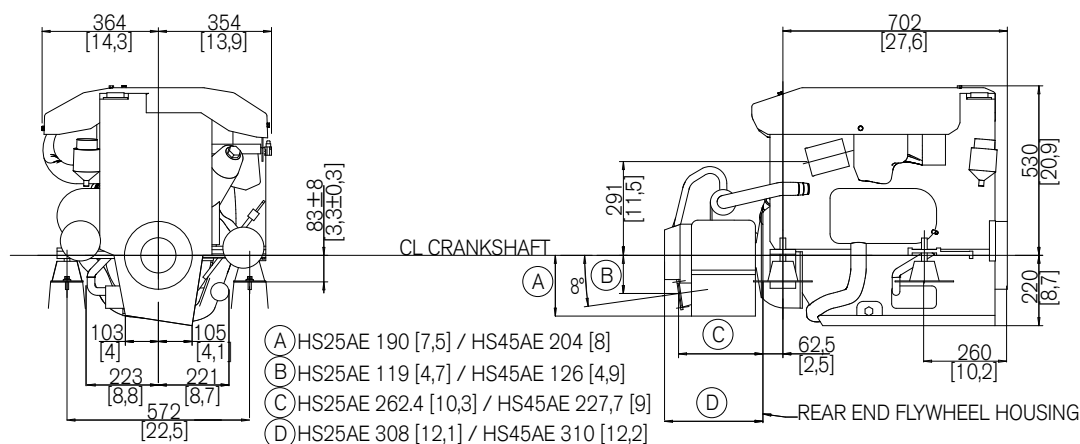 364
[14,3]
354
[13,9]
702
[27,6]
83±8
[3,3±0,3]
291
[11,5]
530
[20,9]
CL CRANKSHAFT
A
8°
B
220
[8,7]
103
[4]
105
[4,1]
223
[8,8]
221
[8,7]
572
[22,5]
C
62,5
[2,5]
260
[10,2]
D
REAR END FLYWHEEL HOUSING
A HS25AE 190 [7,5] / HS45AE 204 [8]
B HS25AE 119 [4,7] / HS45AE 126 [4,9]
C HS25AE 262.4 [10,3] / HS45AE 227,7 [9]
D HS25AE 308 [12,1] / HS45AE 310 [12,2]